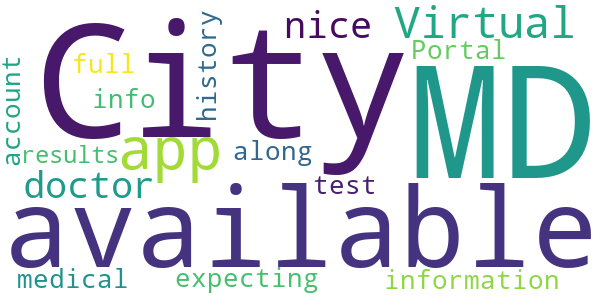 nice Virtual
City MD
Portal
full
account
info
history
app
results
along
doctor
test
available
medical expecting information